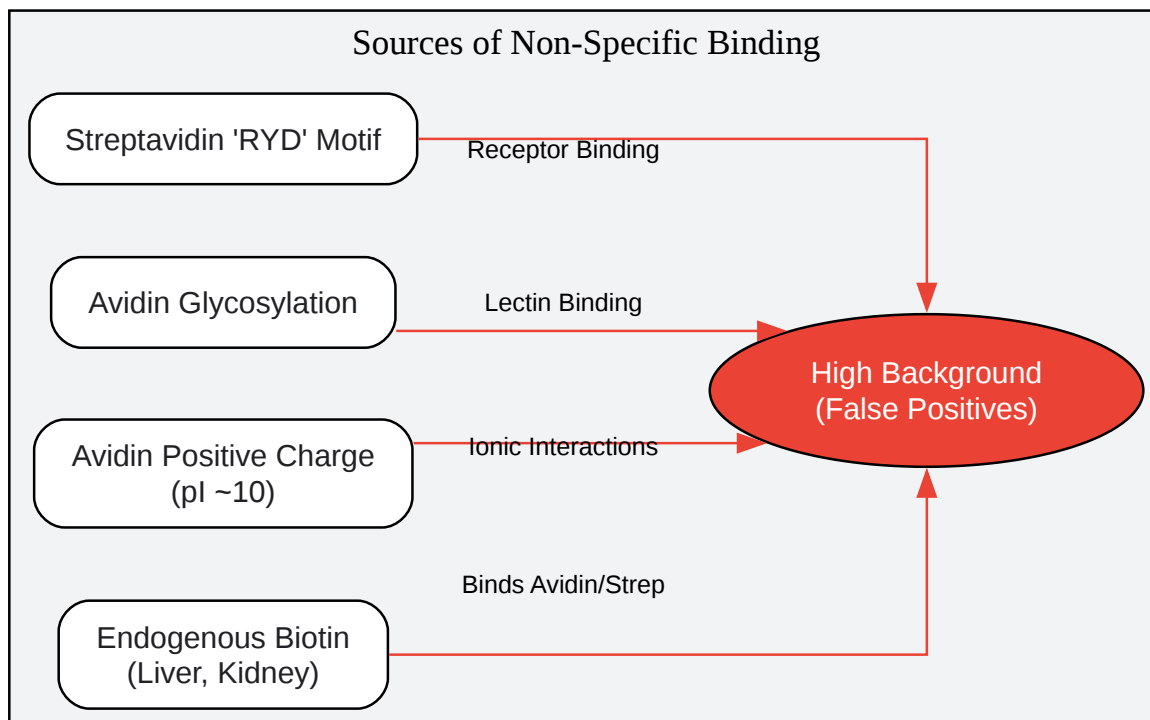 Sources of Non-Specific Binding
Streptavidin 'RYD' Motif
Receptor Binding
Avidin Glycosylation
Lectin Binding
High Background
(False Positives)
Avidin Positive Charge
(pI ~10)
Ionic Interactions
Binds Avidin/Strep
Endogenous Biotin
(Liver, Kidney)